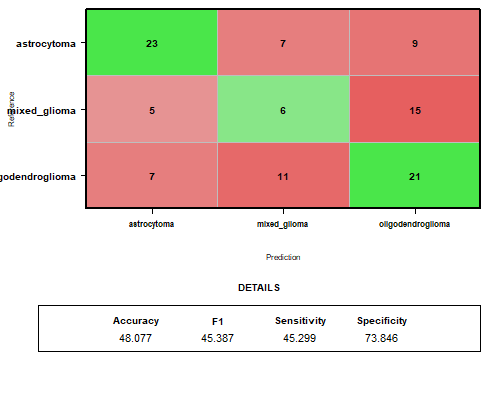 astrocytoma 23 7 9
mixed_glioma 5 6 15
godendroglioma 7 11 21
Reference
astrocytoma mixed_glioma oligodendroglioma
Prediction
DETAILS
Accuracy F1 Sensitivity Specificity
48.077 45.387 45.299 73.846